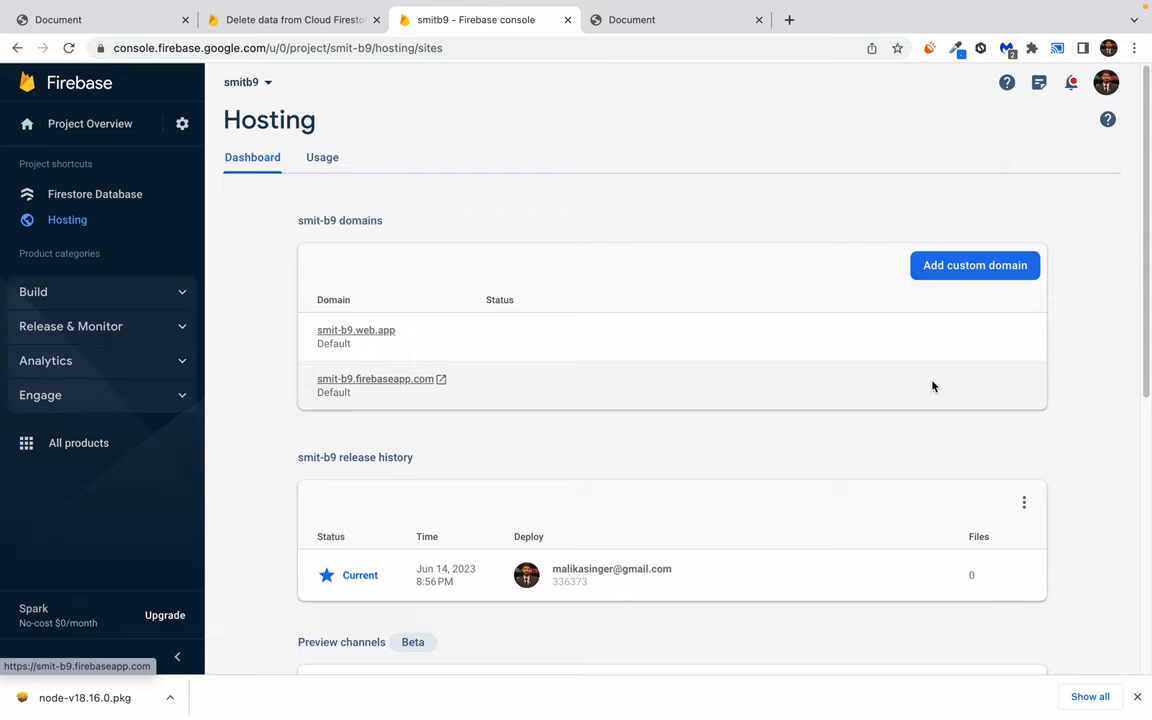 Document
Delete data from Cloud Firesto
smitb9 - Firebase console
Document
console.firebase.google.com/u/0/project/smit-b9/hosting/sites
2
Firebase
smitb9
Project Overview
Hosting
Dashboard
Usage
Project shortcuts
Firestore Database
Hosting
Product categories
Build
Release & Monitor
Analytics
Engage
All products
smit-b9 domains
Add custom domain
Domain
Status
smit-b9.web.app
Default
smit-b9.firebaseapp.com
Default
smit-b9 release history
Status
Time
Deploy
Files
Current
Jun 14, 2023
8:56 PM
malikasinger@gmail.com
336373
0
Preview channels
Beta
Spark
No-cost $0/month
Upgrade
https://smit-b9.firebaseapp.com
node-v18.16.0.pkg
Show all